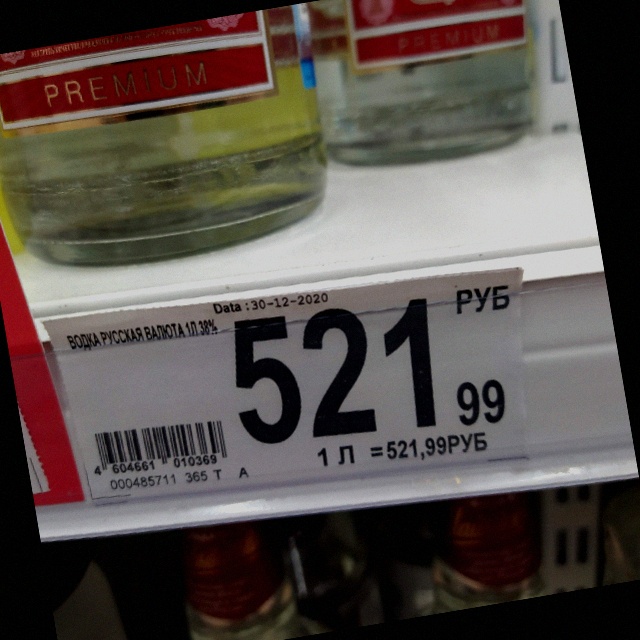 PREMIUM
PREMIUM
Data :30-12-2020
ВОДКА РУССКАЯ ВАЛЮТА 1Л 38%
РУБ
521
99
1 Л =521,99РУБ
4 604661 010369
000485711 365 Т А